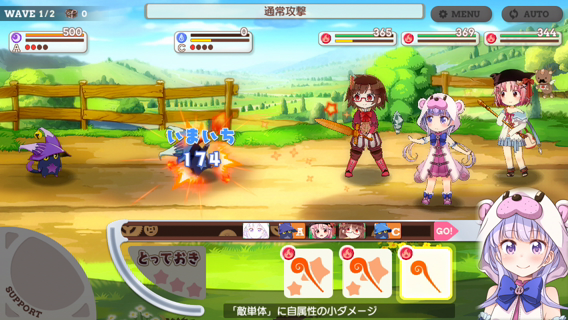 WAVE 1/2 0
通常攻撃
MENU
AUTO
500
A
0
C
365
369
344
いまいち
174
A
C
GO!
とっておき
SUPPORT
「敵単体」に自属性の小ダメージ